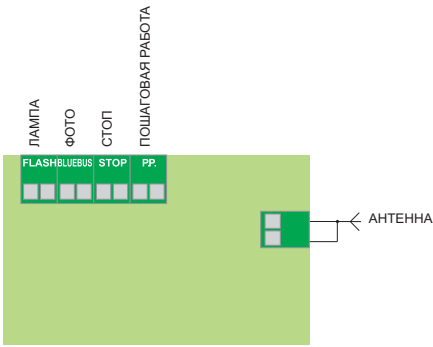 ЛАМПА
ФОТО
СТОП
ПОШАГОВАЯ РАБОТА
FLASH
BLUEBUS
STOP
PP.
АНТЕННА